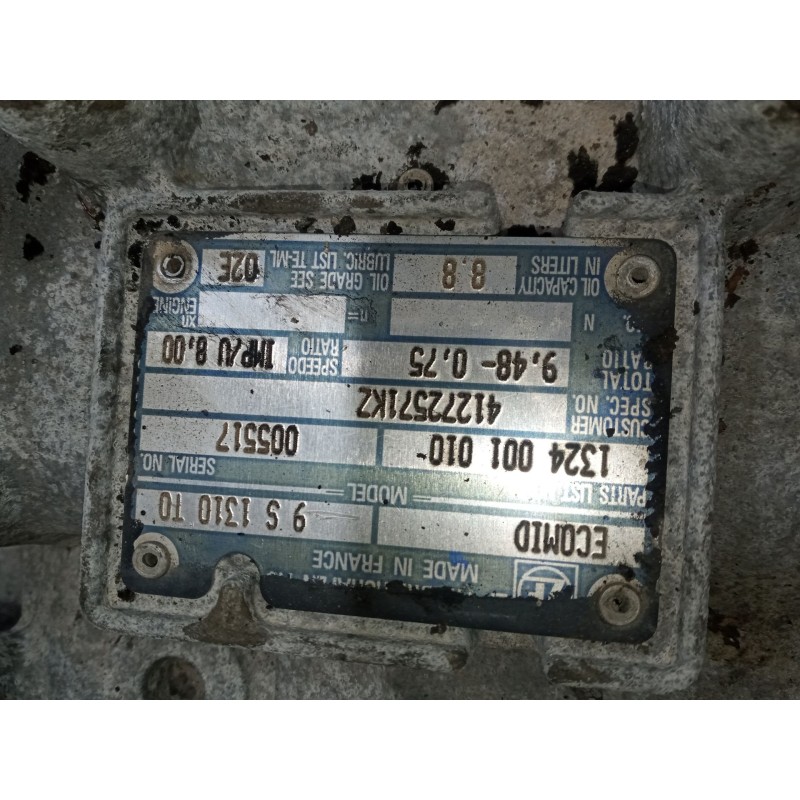 MADE IN FRANCE
ECOMID MODEL 9 S 1310 TO
PARTS LIST SERIAL NO.
1324 001 010 005517
CUSTOMER SPEC. NO. 41272571KZ
TOTAL RATIO 9,48- 0,75 SPEEDO RATIO IMP/U 8,00
N n= xn ENGINE
OIL CAPACITY IN LITERS 8,8 OIL GRADE SEE LUBRIC. LIST TE-ML 02E